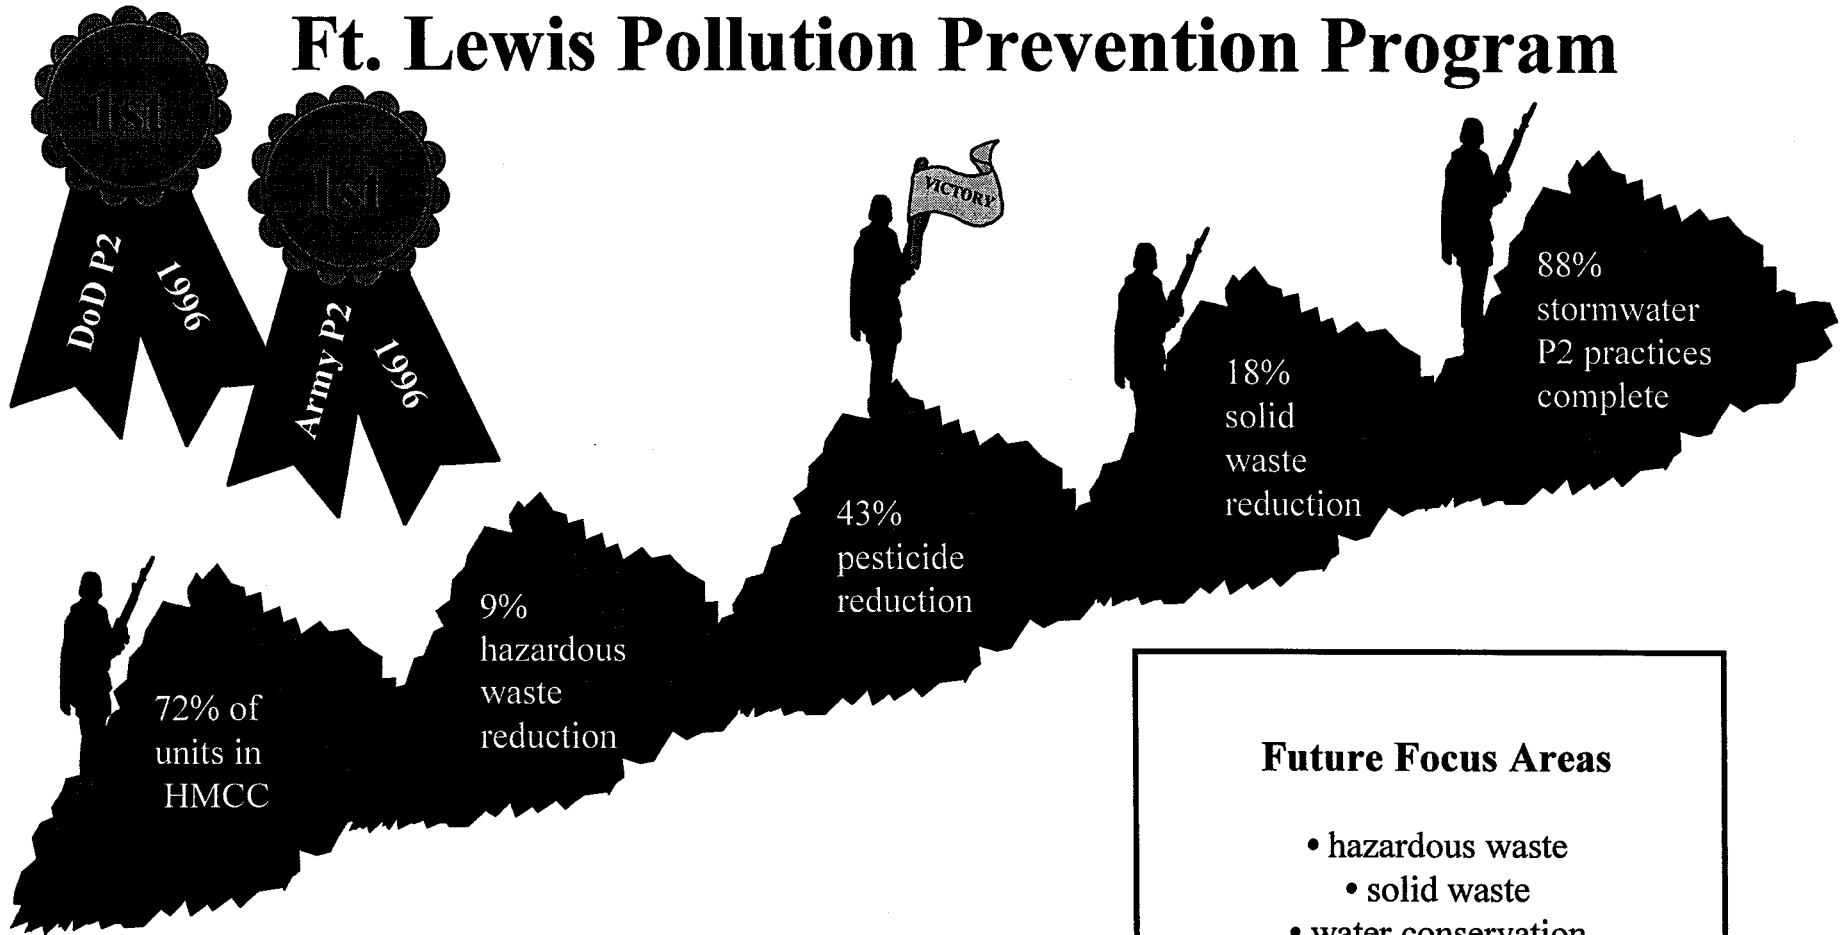 Ft. Lewis Pollution Prevention Program
1st
DoD P2
1996
1st
Army P2
1996
VICTORY
72% of
units in
HMCC
9%
hazardous
waste
reduction
43%
pesticide
reduction
18%
solid
waste
reduction
88%
stormwater
P2 practices
complete
Future Focus Areas
• hazardous waste
• solid waste
• water conservation